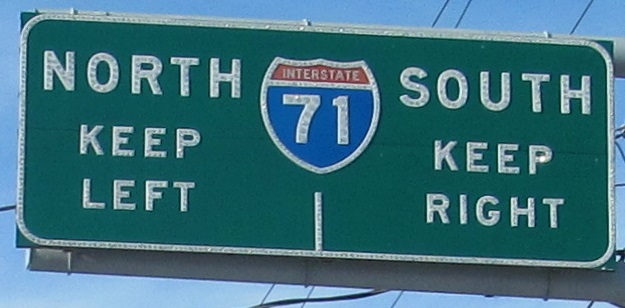 NORTH
KEEP
LEFT
INTERSTATE
71
SOUTH
KEEP
RIGHT